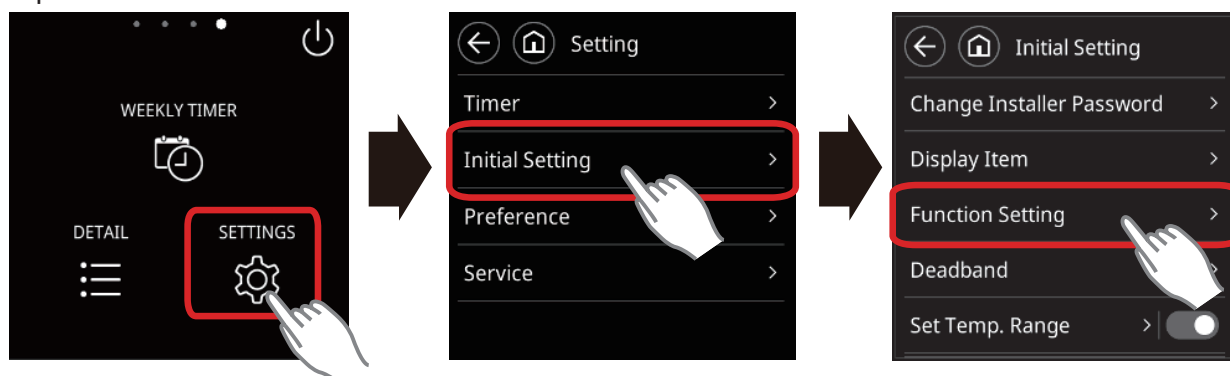 WEEKLY TIMER
DETAIL
SETTINGS
Setting
Timer
Initial Setting
Preference
Service
Initial Setting
Change Installer Password
Display Item
Function Setting
Deadband
Set Temp. Range